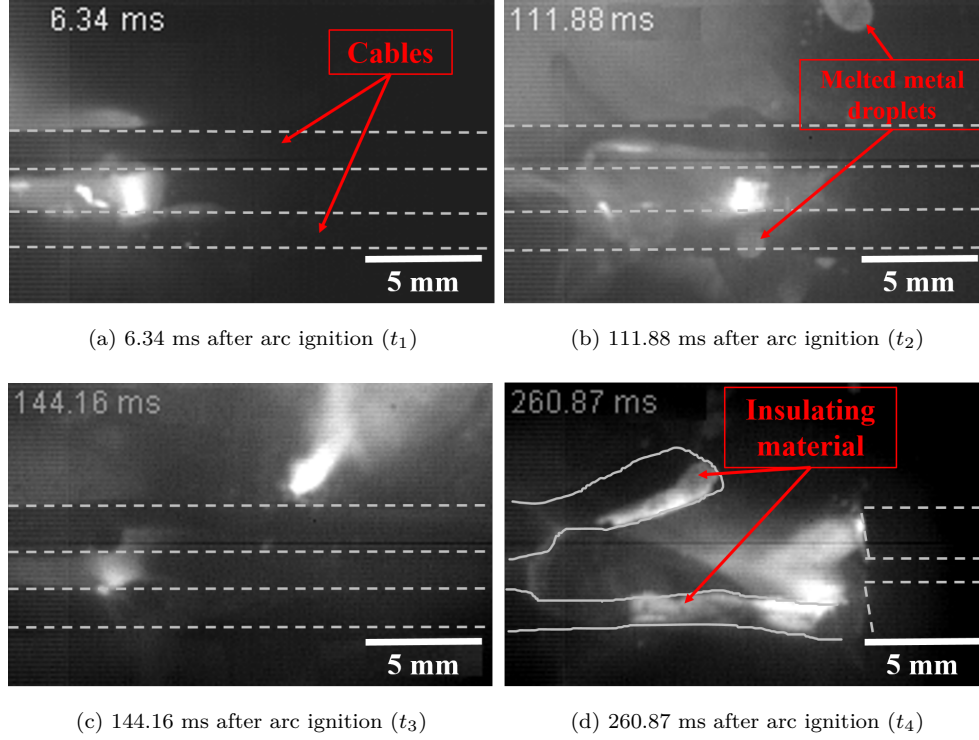 6.34 ms
Cables
5 mm
111.88 ms
Melted metal
droplets
5 mm
(a) 6.34 ms after arc ignition (t1)
(b) 111.88 ms after arc ignition (t2)
144.16 ms
5 mm
260.87 ms
Insulating
material
5 mm
(c) 144.16 ms after arc ignition (t3)
(d) 260.87 ms after arc ignition (t4)